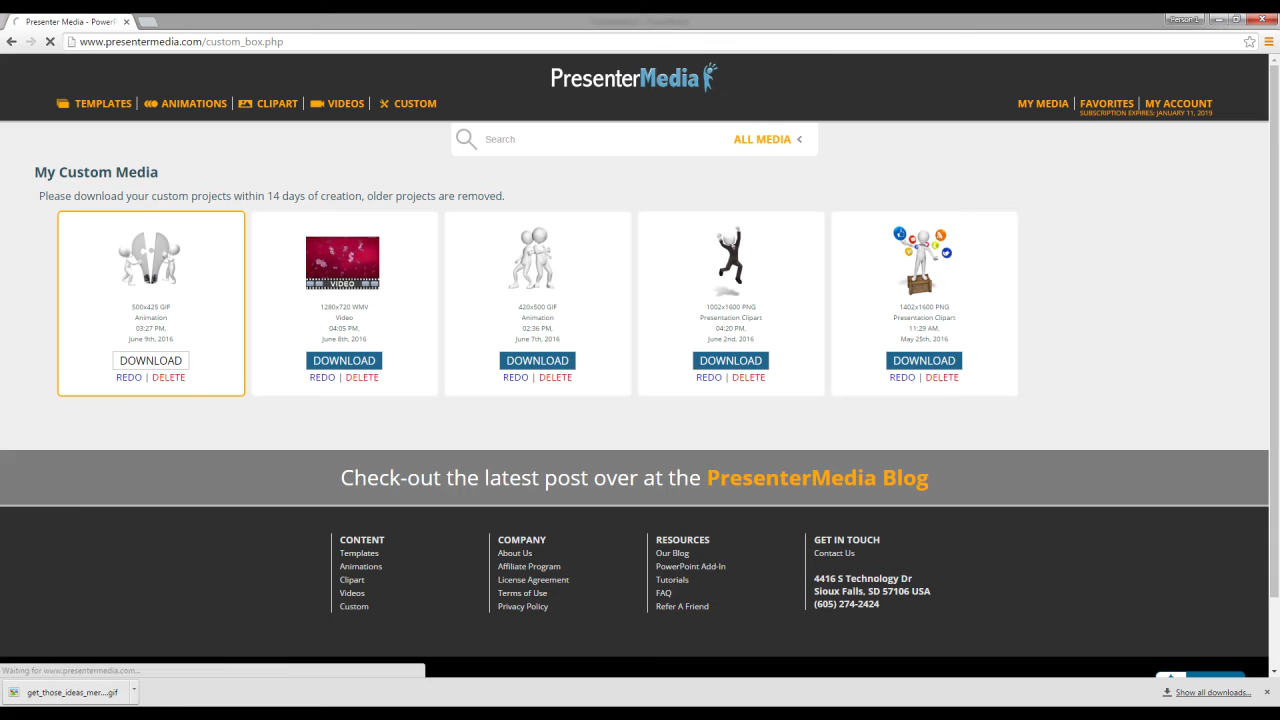 Presenter Media - PowerP
Person 1
www.presentermedia.com/custom_box.php
PresenterMedia
TEMPLATES
ANIMATIONS
CLIPART
VIDEOS
CUSTOM
MY MEDIA
FAVORITES
MY ACCOUNT
SUBSCRIPTION EXPIRES: JANUARY 11, 2019
Search
ALL MEDIA
My Custom Media
Please download your custom projects within 14 days of creation, older projects are removed.
500x425 GIF
Animation
03:27 PM,
June 9th, 2016
DOWNLOAD
REDO | DELETE
VIDEO
1280x720 WMV
Video
04:05 PM,
June 8th, 2016
DOWNLOAD
REDO | DELETE
420x500 GIF
Animation
02:36 PM,
June 7th, 2016
DOWNLOAD
REDO | DELETE
1002x1600 PNG
Presentation Clipart
04:20 PM,
June 2nd, 2016
DOWNLOAD
REDO | DELETE
1402x1600 PNG
Presentation Clipart
11:29 AM,
May 25th, 2016
DOWNLOAD
REDO | DELETE
Check-out the latest post over at the PresenterMedia Blog
CONTENT
Templates
Animations
Clipart
Videos
Custom
COMPANY
About Us
Affiliate Program
License Agreement
Terms of Use
Privacy Policy
RESOURCES
Our Blog
PowerPoint Add-In
Tutorials
FAQ
Refer A Friend
GET IN TOUCH
Contact Us
4416 S Technology Dr
Sioux Falls, SD 57106 USA
(605) 274-2424
Waiting for www.presentermedia.com...
get_those_ideas_mer....gif
Show all downloads...